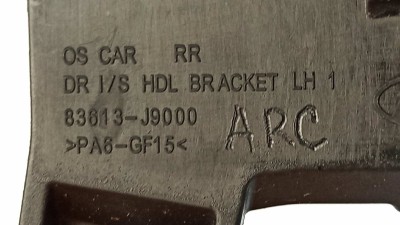 OS CAR RR
DR I/S HDL BRACKET LH 1
83613-J9000
>PA6-GF15<
ARC